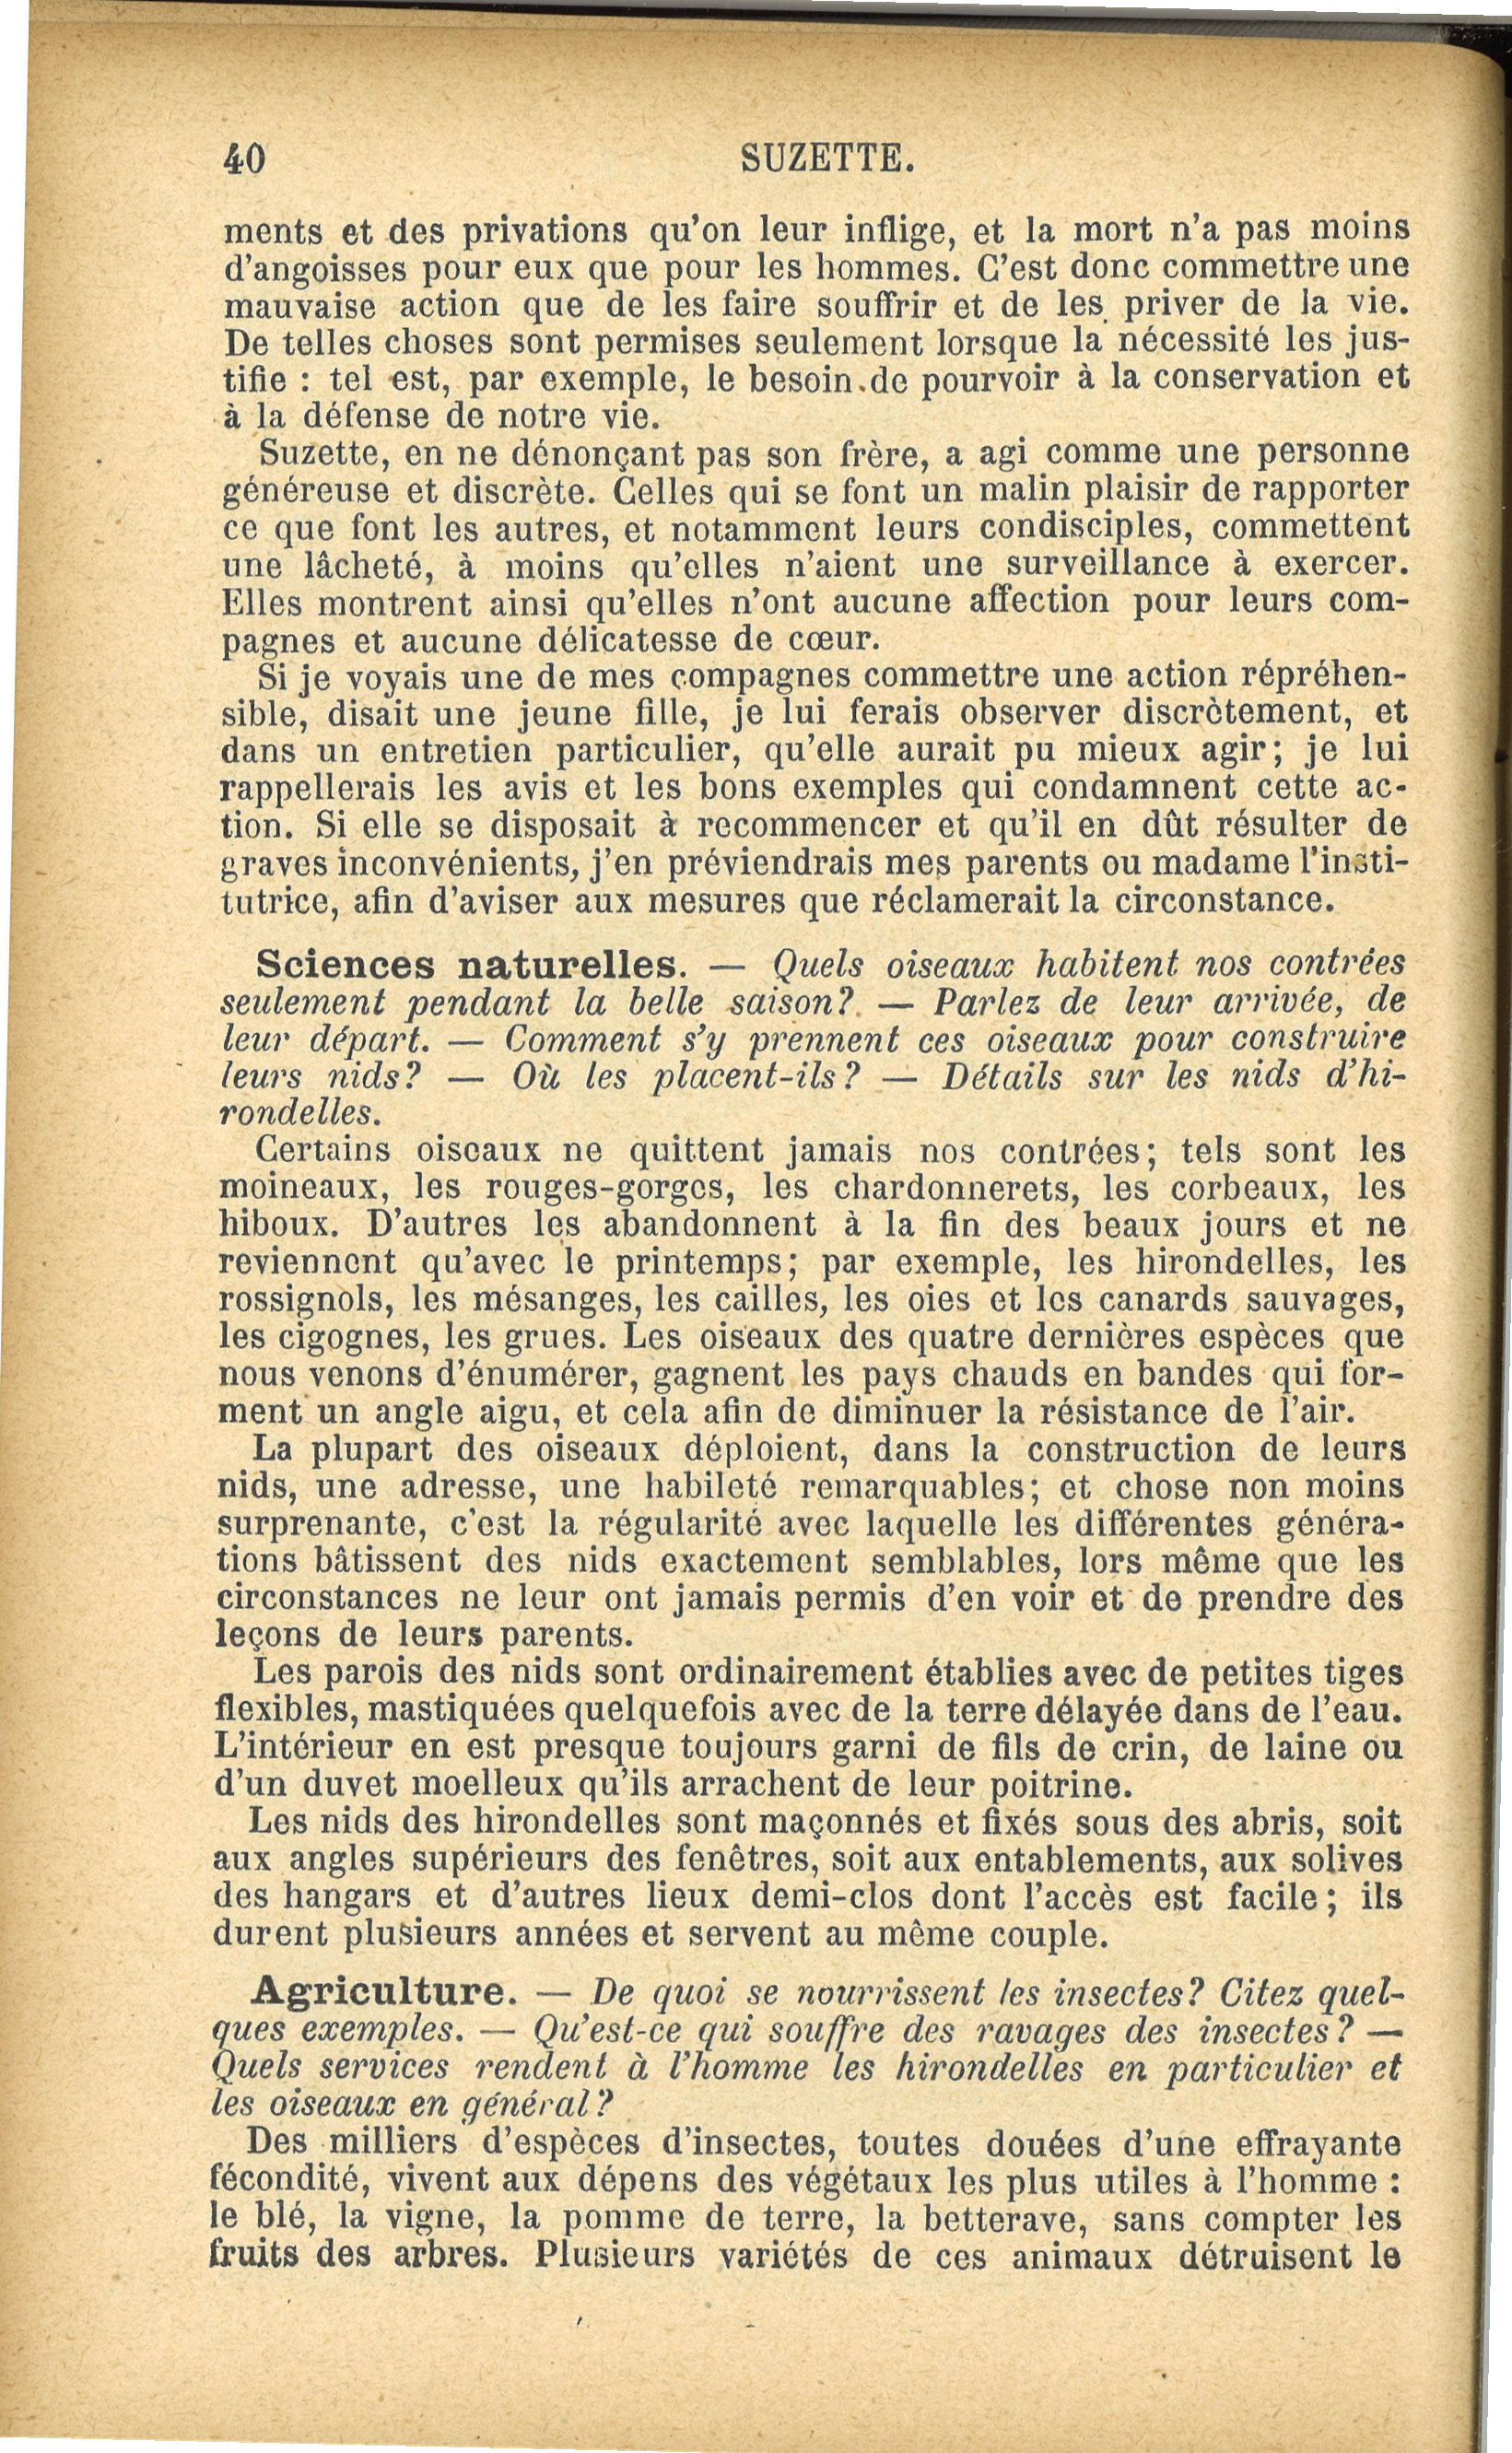 40 SUZETTE.
ments et des privations qu'on leur inflige, et la mort n'a pas moins
d'angoisses pour eux que pour les hommes. C'est donc commettre une
mauvaise action que de les faire souffrir et de les priver de la vie.
De telles choses sont permises seulement lorsque la nécessité les jus-
tifie : tel est, par exemple, le besoin de pourvoir à la conservation et
à la défense de notre vie.
Suzette, en ne dénonçant pas son frère, a agi comme une personne
généreuse et discrète. Celles qui se font un malin plaisir de rapporter
ce que font les autres, et notamment leurs condisciples, commettent
une lâcheté, à moins qu'elles n'aient une surveillance à exercer.
Elles montrent ainsi qu'elles n'ont aucune affection pour leurs com-
pagnes et aucune délicatesse de cœur.
Si je voyais une de mes compagnes commettre une action répréhen-
sible, disait une jeune fille, je lui ferais observer discrètement, et
dans un entretien particulier, qu'elle aurait pu mieux agir; je lui
rappellerais les avis et les bons exemples qui condamnent cette ac-
tion. Si elle se disposait à recommencer et qu'il en dût résulter de
graves inconvénients, j'en préviendrais mes parents ou madame l'insti-
tutrice, afin d'aviser aux mesures que réclamerait la circonstance.
Sciences naturelles. — Quels oiseaux habitent nos contrées
seulement pendant la belle saison? — Parlez de leur arrivée, de
leur départ. — Comment s'y prennent ces oiseaux pour construire
leurs nids? — Où les placent-ils? — Détails sur les nids d'hi-
rondelles.
Certains oiseaux ne quittent jamais nos contrées; tels sont les
moineaux, les rouges-gorges, les chardonnerets, les corbeaux, les
hiboux. D'autres les abandonnent à la fin des beaux jours et ne
reviennent qu'avec le printemps; par exemple, les hirondelles, les
rossignols, les mésanges, les cailles, les oies et les canards sauvages,
les cigognes, les grues. Les oiseaux des quatre dernières espèces que
nous venons d'énumérer, gagnent les pays chauds en bandes qui for-
ment un angle aigu, et cela afin de diminuer la résistance de l'air.
La plupart des oiseaux déploient, dans la construction de leurs
nids, une adresse, une habileté remarquables; et chose non moins
surprenante, c'est la régularité avec laquelle les différentes généra-
tions bâtissent des nids exactement semblables, lors même que les
circonstances ne leur ont jamais permis d'en voir et de prendre des
leçons de leurs parents.
Les parois des nids sont ordinairement établies avec de petites tiges
flexibles, mastiquées quelquefois avec de la terre délayée dans de l'eau.
L'intérieur en est presque toujours garni de fils de crin, de laine ou
d'un duvet moelleux qu'ils arrachent de leur poitrine.
Les nids des hirondelles sont maçonnés et fixés sous des abris, soit
aux angles supérieurs des fenêtres, soit aux entablements, aux solives
des hangars et d'autres lieux demi-clos dont l'accès est facile; ils
durent plusieurs années et servent au même couple.
Agriculture. — De quoi se nourrissent les insectes? Citez quel-
ques exemples. — Qu'est-ce qui souffre des ravages des insectes? —
Quels services rendent à l'homme les hirondelles en particulier et
les oiseaux en général?
Des milliers d'espèces d'insectes, toutes douées d'une effrayante
fécondité, vivent aux dépens des végétaux les plus utiles à l'homme :
le blé, la vigne, la pomme de terre, la betterave, sans compter les
fruits des arbres. Plusieurs variétés de ces animaux détruisent le